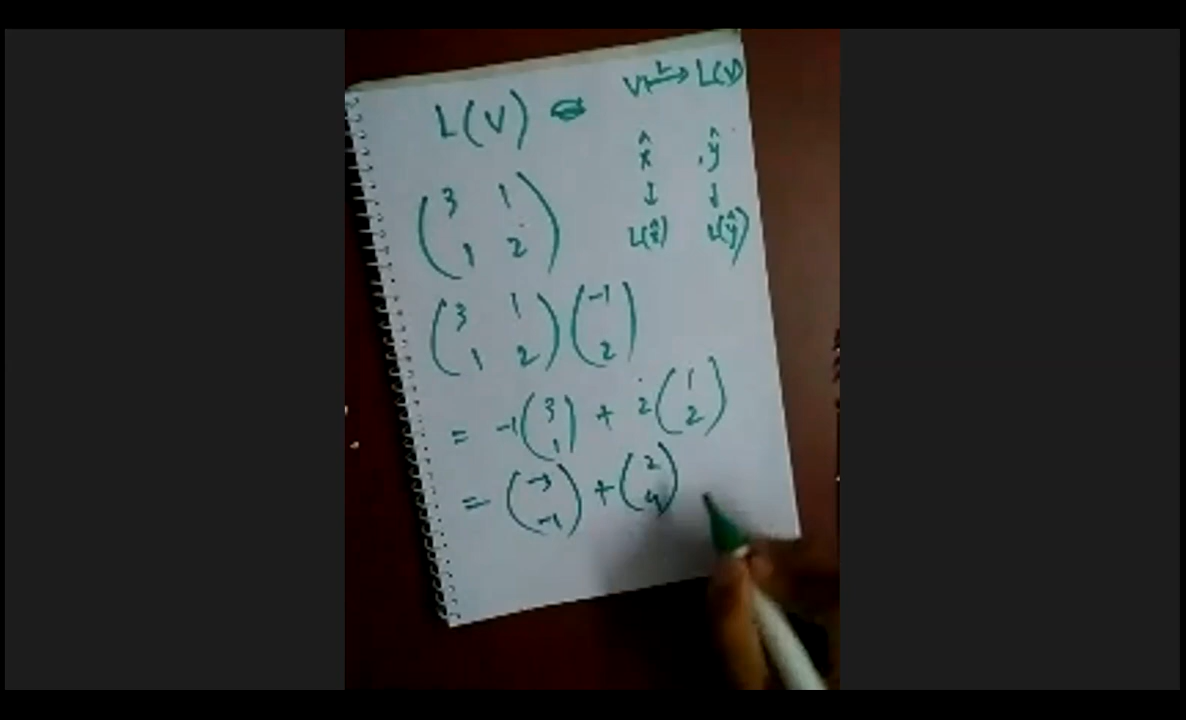 L(V)
V ↦ᴸ L(V)
x̂ , ŷ
↓ ↓
L(x̂) L(ŷ)
(3 1
1 2)
(3 1
1 2) (-1
2)
= -1 (3
1) + 2 (1
2)
= (-3
-1) + (2
4)